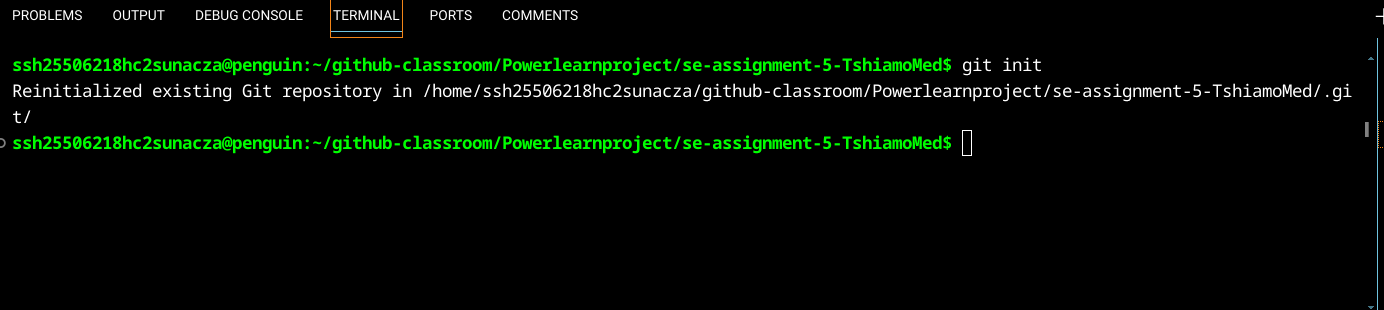 PROBLEMS OUTPUT DEBUG CONSOLE TERMINAL PORTS COMMENTS
ssh25506218hc2sunacza@penguin:~/github-classroom/Powerlearnproject/se-assignment-5-TshiamoMed$ git init
Reinitialized existing Git repository in /home/ssh25506218hc2sunacza/github-classroom/Powerlearnproject/se-assignment-5-TshiamoMed/.gi
t/
ssh25506218hc2sunacza@penguin:~/github-classroom/Powerlearnproject/se-assignment-5-TshiamoMed$